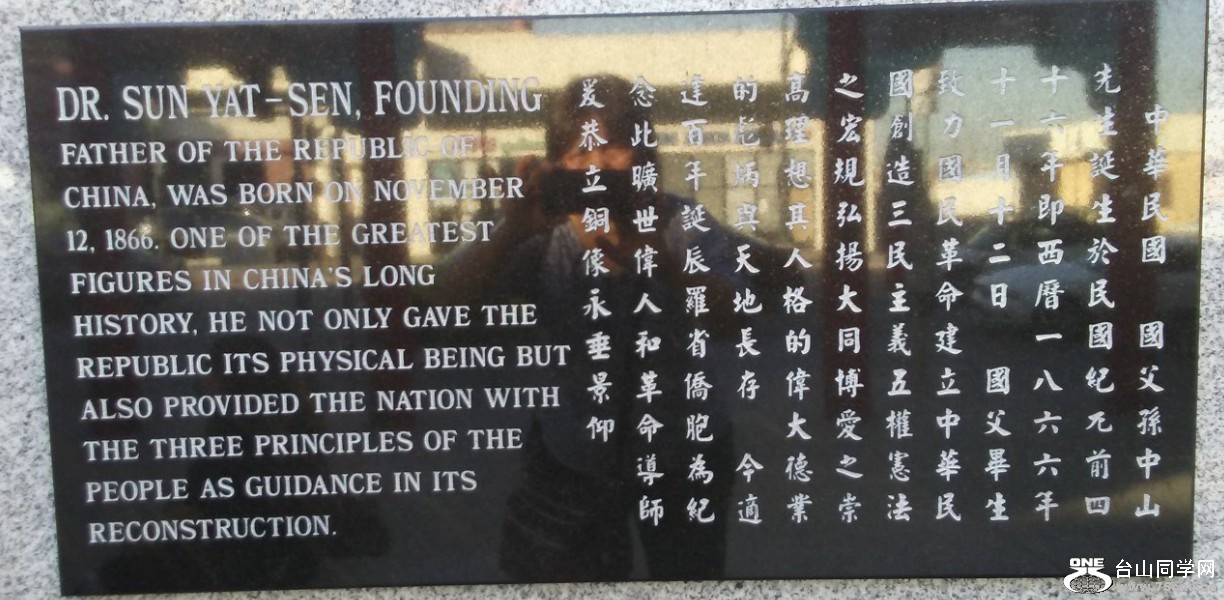 DR. SUN YAT-SEN, FOUNDING
FATHER OF THE REPUBLIC OF
CHINA, WAS BORN ON NOVEMBER
12, 1866. ONE OF THE GREATEST
FIGURES IN CHINA'S LONG
HISTORY, HE NOT ONLY GAVE THE
REPUBLIC ITS PHYSICAL BEING BUT
ALSO PROVIDED THE NATION WITH
THE THREE PRINCIPLES OF THE
PEOPLE AS GUIDANCE IN ITS
RECONSTRUCTION.
中華民國 國父孫中山
先生誕生於民國紀元前四
十六年即西曆一八六六年
十一月十二日 國父畢生
致力國民革命建立中華民
國創造三民主義五權憲法
之宏規弘揚大同博愛之崇
高理想其人格的偉大德業
的彪炳與天地長存 今適
達百年誕辰羅省僑胞為紀
念此曠世偉人和革命導師
爰恭立銅像永垂景仰
ONE
台山同学网